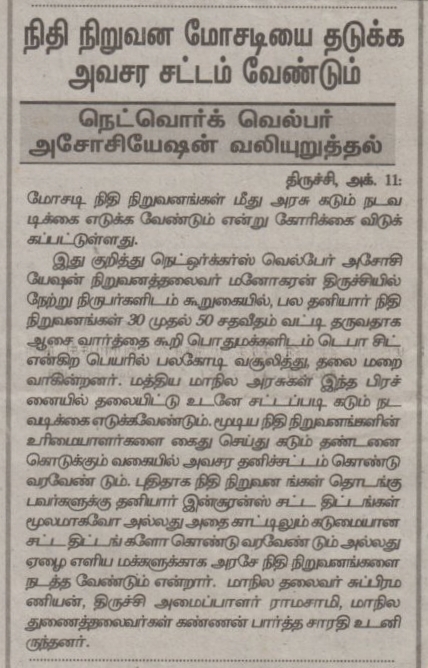 நிதி நிறுவன மோசடியை தடுக்க
அவசர சட்டம் வேண்டும்
நெட்வொர்க் வெல்பர்
அசோசியேஷன் வலியுறுத்தல்
திருச்சி, அக். 11:
மோசடி நிதி நிறுவனங்கள் மீது அரசு கடும் நடவ
டிக்கை எடுக்க வேண்டும் என்று கோரிக்கை விடுக்
கப்பட்டுள்ளது.
இது குறித்து நெட்ஒர்க்கர்ஸ் வெல்பேர் அசோசி
யேஷன் நிறுவனத்தலைவர் மனோகரன் திருச்சியில்
நேற்று நிருபர்களிடம் கூறுகையில், பல தனியார் நிதி
நிறுவனங்கள் 30 முதல் 50 சதவீதம் வட்டி தருவதாக
ஆசை வார்த்தை கூறி பொதுமக்களிடம் டெபா சிட்
என்கிற பெயரில் பலகோடி வசூலித்து, தலை மறை
வாகின்றனர். மத்திய மாநில அரசுகள் இந்த பிரச்
னையில் தலையிட்டு உடனே சட்டப்படி கடும் நட
வடிக்கை எடுக்கவேண்டும். மூடிய நிதி நிறுவனங்களின்
உரிமையாளர்களை கைது செய்து கடும் தண்டனை
கொடுக்கும் வகையில் அவசர தனிச்சட்டம் கொண்டு
வரவேண் டும். புதிதாக நிதி நிறுவன ங்கள் தொடங்கு
பவர்களுக்கு தனியார் இன்சூரன்ஸ் சட்ட திட்டங்கள்
மூலமாகவோ அல்லது அதை காட்டிலும் கடுமையான
சட்ட திட்டங் களோ கொண்டு வரவேண் டும் அல்லது
ஏழை எளிய மக்களுக்காக அரசே நிதி நிறுவனங்களை
நடத்த வேண்டும் என்றார். மாநில தலைவர் சுப்பிரம
ணியன், திருச்சி அமைப்பாளர் ராமசாமி, மாநில
துணைத்தலைவர்கள் கண்ணன் பார்த்த சாரதி உடனி
ருந்தனர்.